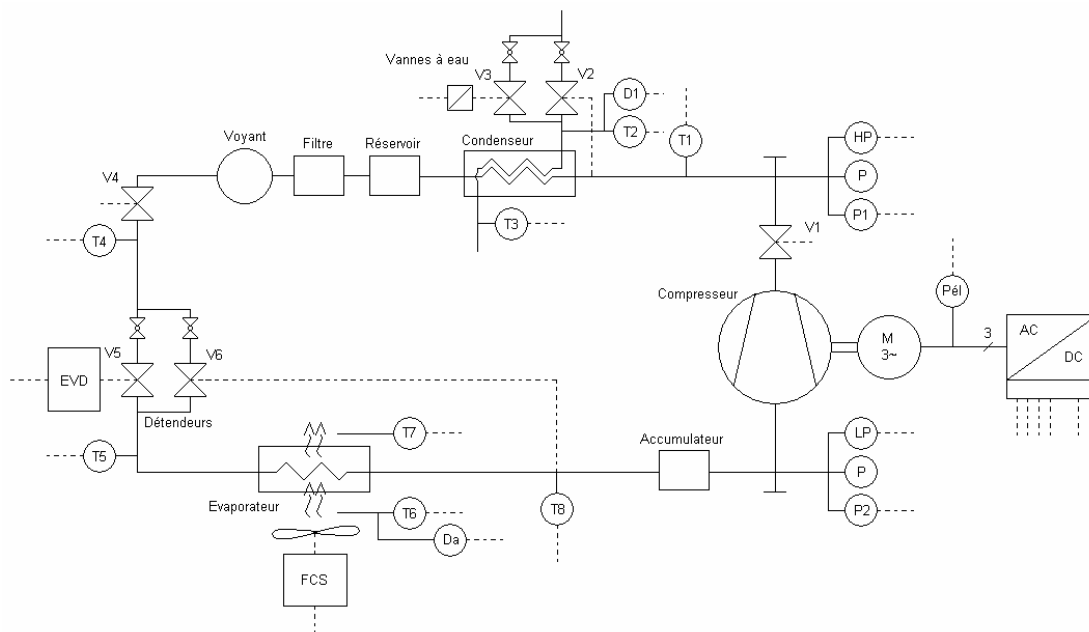 Vannes à eau
V3
V2
D1
T2
T1
HP
P
P1
Voyant
Filtre
Réservoir
Condenseur
V4
T4
T3
V1
Compresseur
Pél
M
3~
3
AC
DC
V5
V6
EVD
Détendeurs
T5
T7
Accumulateur
LP
P
P2
Evaporateur
T6
T8
Da
FCS